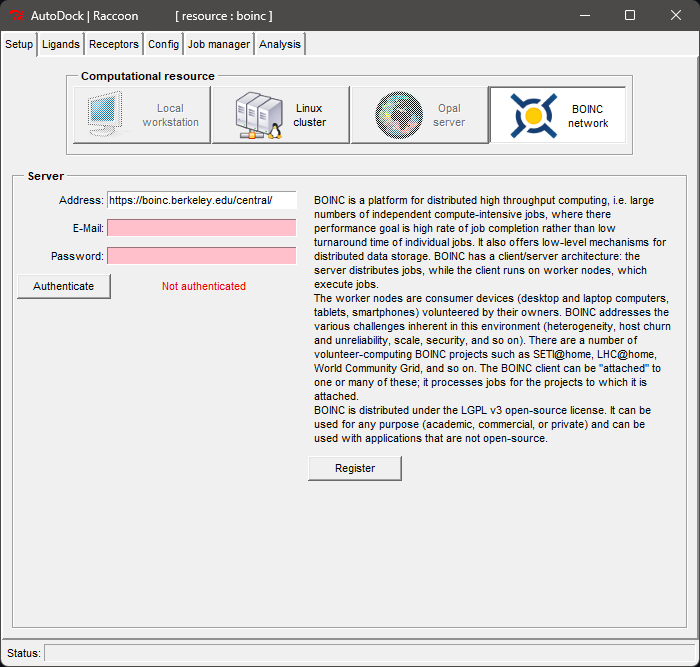 AutoDock | Raccoon [ resource : boinc ]
Setup Ligands Receptors Config Job manager Analysis
Computational resource
Local
workstation
Linux
cluster
Opal
server
BOINC
network
Server
Address: https://boinc.berkeley.edu/central/
E-Mail:
Password:
Authenticate Not authenticated
BOINC is a platform for distributed high throughput computing, i.e. large
numbers of independent compute-intensive jobs, where there
performance goal is high rate of job completion rather than low
turnaround time of individual jobs. It also offers low-level mechanisms for
distributed data storage. BOINC has a client/server architecture: the
server distributes jobs, while the client runs on worker nodes, which
execute jobs.
The worker nodes are consumer devices (desktop and laptop computers,
tablets, smartphones) volunteered by their owners. BOINC addresses the
various challenges inherent in this environment (heterogeneity, host churn
and unreliability, scale, security, and so on). There are a number of
volunteer-computing BOINC projects such as SETI@home, LHC@home,
World Community Grid, and so on. The BOINC client can be "attached" to
one or many of these; it processes jobs for the projects to which it is
attached.
BOINC is distributed under the LGPL v3 open-source license. It can be
used for any purpose (academic, commercial, or private) and can be
used with applications that are not open-source.
Register
Status: